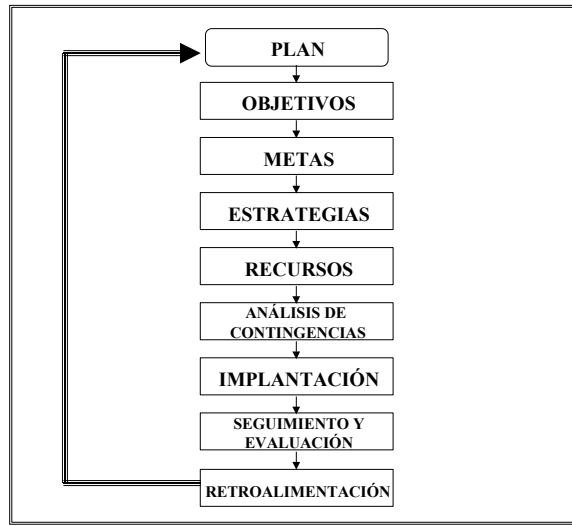 PLAN
OBJETIVOS
METAS
ESTRATEGIAS
RECURSOS
ANÁLISIS DE
CONTINGENCIAS
IMPLANTACIÓN
SEGUIMIENTO Y
EVALUACIÓN
RETROALIMENTACIÓN